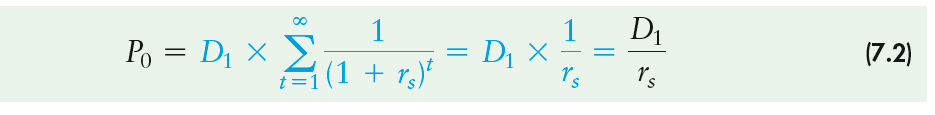 P₀ = D₁ × ∑_{t=1}^{∞} 1/(1 + rₛ)ᵗ = D₁ × 1/rₛ = D₁/rₛ (7.2)